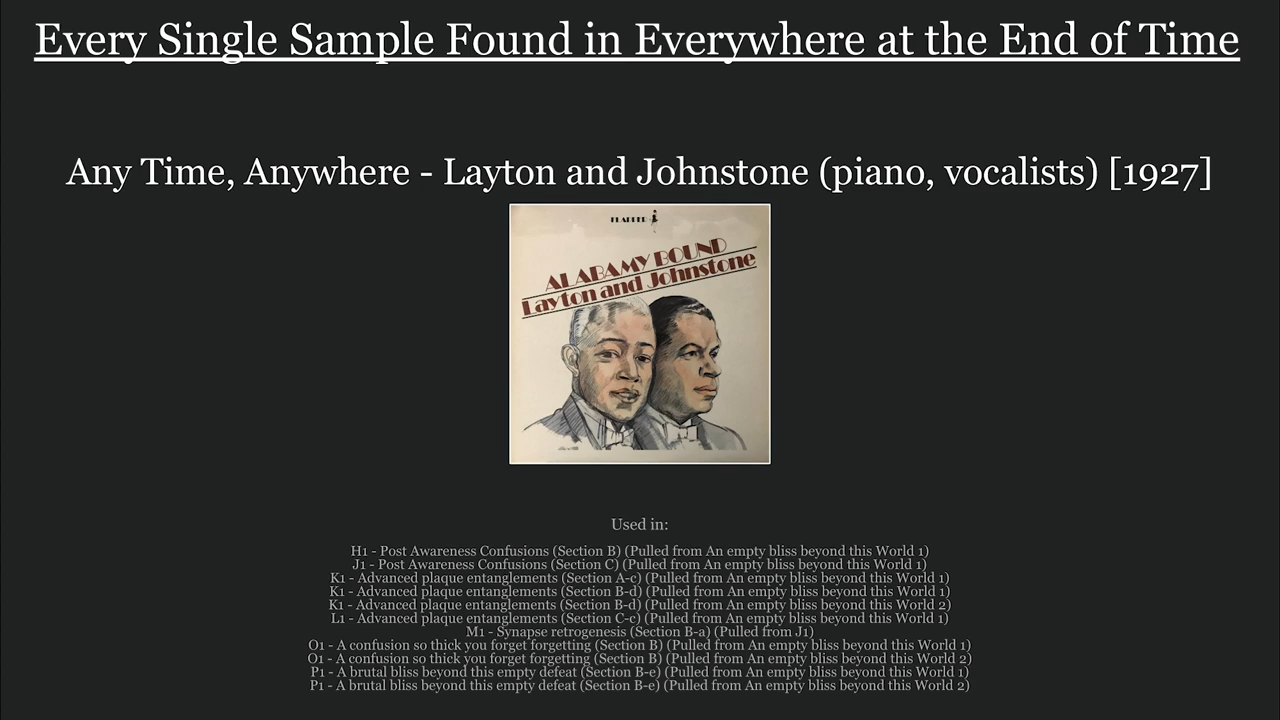 Every Single Sample Found in Everywhere at the End of Time
Any Time, Anywhere - Layton and Johnstone (piano, vocalists) [1927]
FLAPPER
ALABAMY BOUND
Layton and Johnstone
Used in:
H1 - Post Awareness Confusions (Section B) (Pulled from An empty bliss beyond this World 1)
J1 - Post Awareness Confusions (Section C) (Pulled from An empty bliss beyond this World 1)
K1 - Advanced plaque entanglements (Section A-c) (Pulled from An empty bliss beyond this World 1)
K1 - Advanced plaque entanglements (Section B-d) (Pulled from An empty bliss beyond this World 1)
K1 - Advanced plaque entanglements (Section B-d) (Pulled from An empty bliss beyond this World 2)
L1 - Advanced plaque entanglements (Section C-c) (Pulled from An empty bliss beyond this World 1)
M1 - Synapse retrogenesis (Section B-a) (Pulled from J1)
O1 - A confusion so thick you forget forgetting (Section B) (Pulled from An empty bliss beyond this World 1)
O1 - A confusion so thick you forget forgetting (Section B) (Pulled from An empty bliss beyond this World 2)
P1 - A brutal bliss beyond this empty defeat (Section B-e) (Pulled from An empty bliss beyond this World 1)
P1 - A brutal bliss beyond this empty defeat (Section B-e) (Pulled from An empty bliss beyond this World 2)